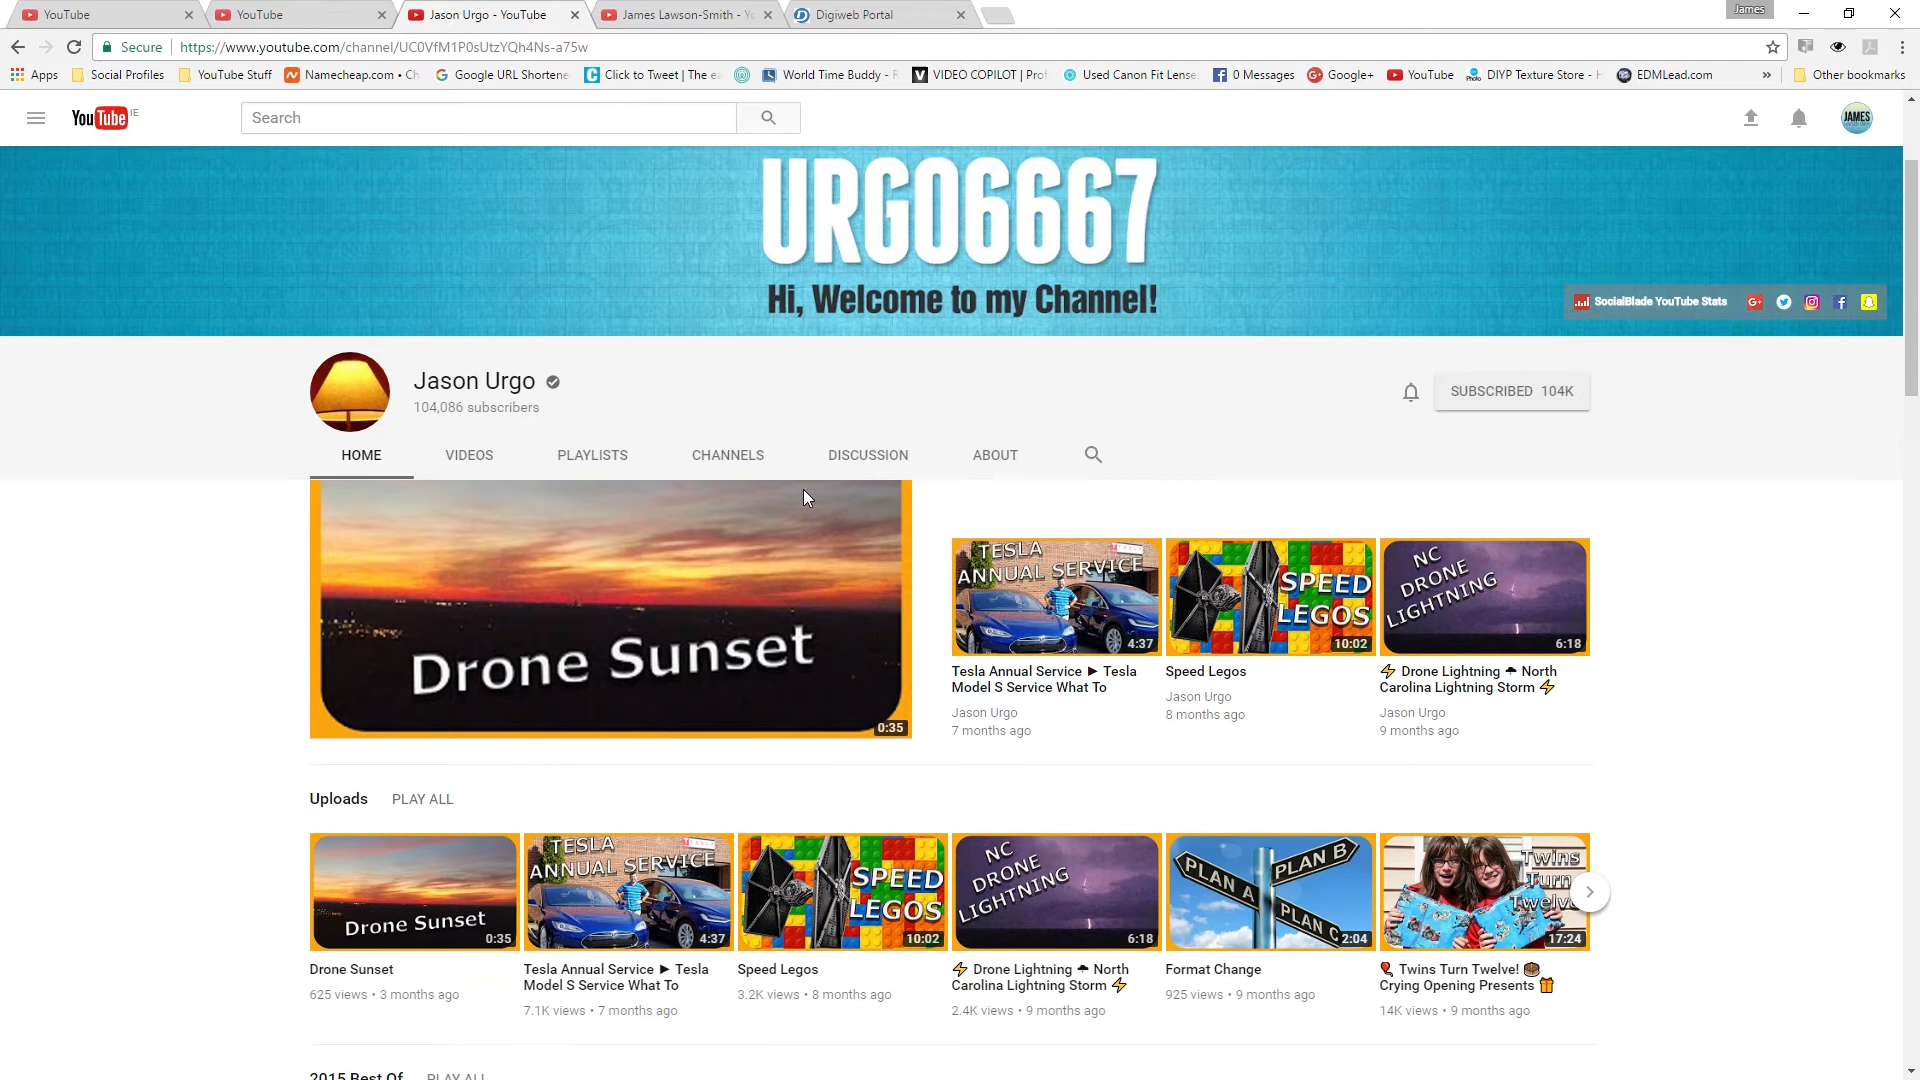 YouTube
YouTube
Jason Urgo - YouTube
James Lawson-Smith - Yo
Digiweb Portal
James
Secure
https://www.youtube.com/channel/UC0VfM1P0sUtzYQh4Ns-a75w
Apps
Social Profiles
YouTube Stuff
Namecheap.com • Ch
Google URL Shortene
Click to Tweet | The ea
World Time Buddy - R
VIDEO COPILOT | Prof
Used Canon Fit Lense
0 Messages
Google+
YouTube
DIYP Texture Store - H
EDMLead.com
»
Other bookmarks
YouTube IE
Search
JAMES
URGO6667
Hi, Welcome to my Channel!
SocialBlade YouTube Stats
Jason Urgo
104,086 subscribers
SUBSCRIBED 104K
HOME
VIDEOS
PLAYLISTS
CHANNELS
DISCUSSION
ABOUT
Drone Sunset
0:35
TESLA
ANNUAL SERVICE
4:37
SPEED
LEGOS
10:02
NC
DRONE
LIGHTNING
6:18
Tesla Annual Service ► Tesla
Model S Service What To
Jason Urgo
7 months ago
Speed Legos
Jason Urgo
8 months ago
⚡ Drone Lightning 🌩 North
Carolina Lightning Storm ⚡
Jason Urgo
9 months ago
Uploads
PLAY ALL
Drone Sunset
0:35
TESLA
ANNUAL SERVICE
4:37
SPEED
LEGOS
10:02
NC
DRONE
LIGHTNING
6:18
PLAN A
PLAN B
PLAN C
2:04
Twins
Turn
Twelve
17:24
Drone Sunset
625 views • 3 months ago
Tesla Annual Service ► Tesla
Model S Service What To
7.1K views • 7 months ago
Speed Legos
3.2K views • 8 months ago
⚡ Drone Lightning 🌩 North
Carolina Lightning Storm ⚡
2.4K views • 9 months ago
Format Change
925 views • 9 months ago
🎈 Twins Turn Twelve! 🎂
Crying Opening Presents 🎁
14K views • 9 months ago
2015 Best Of
PLAY ALL